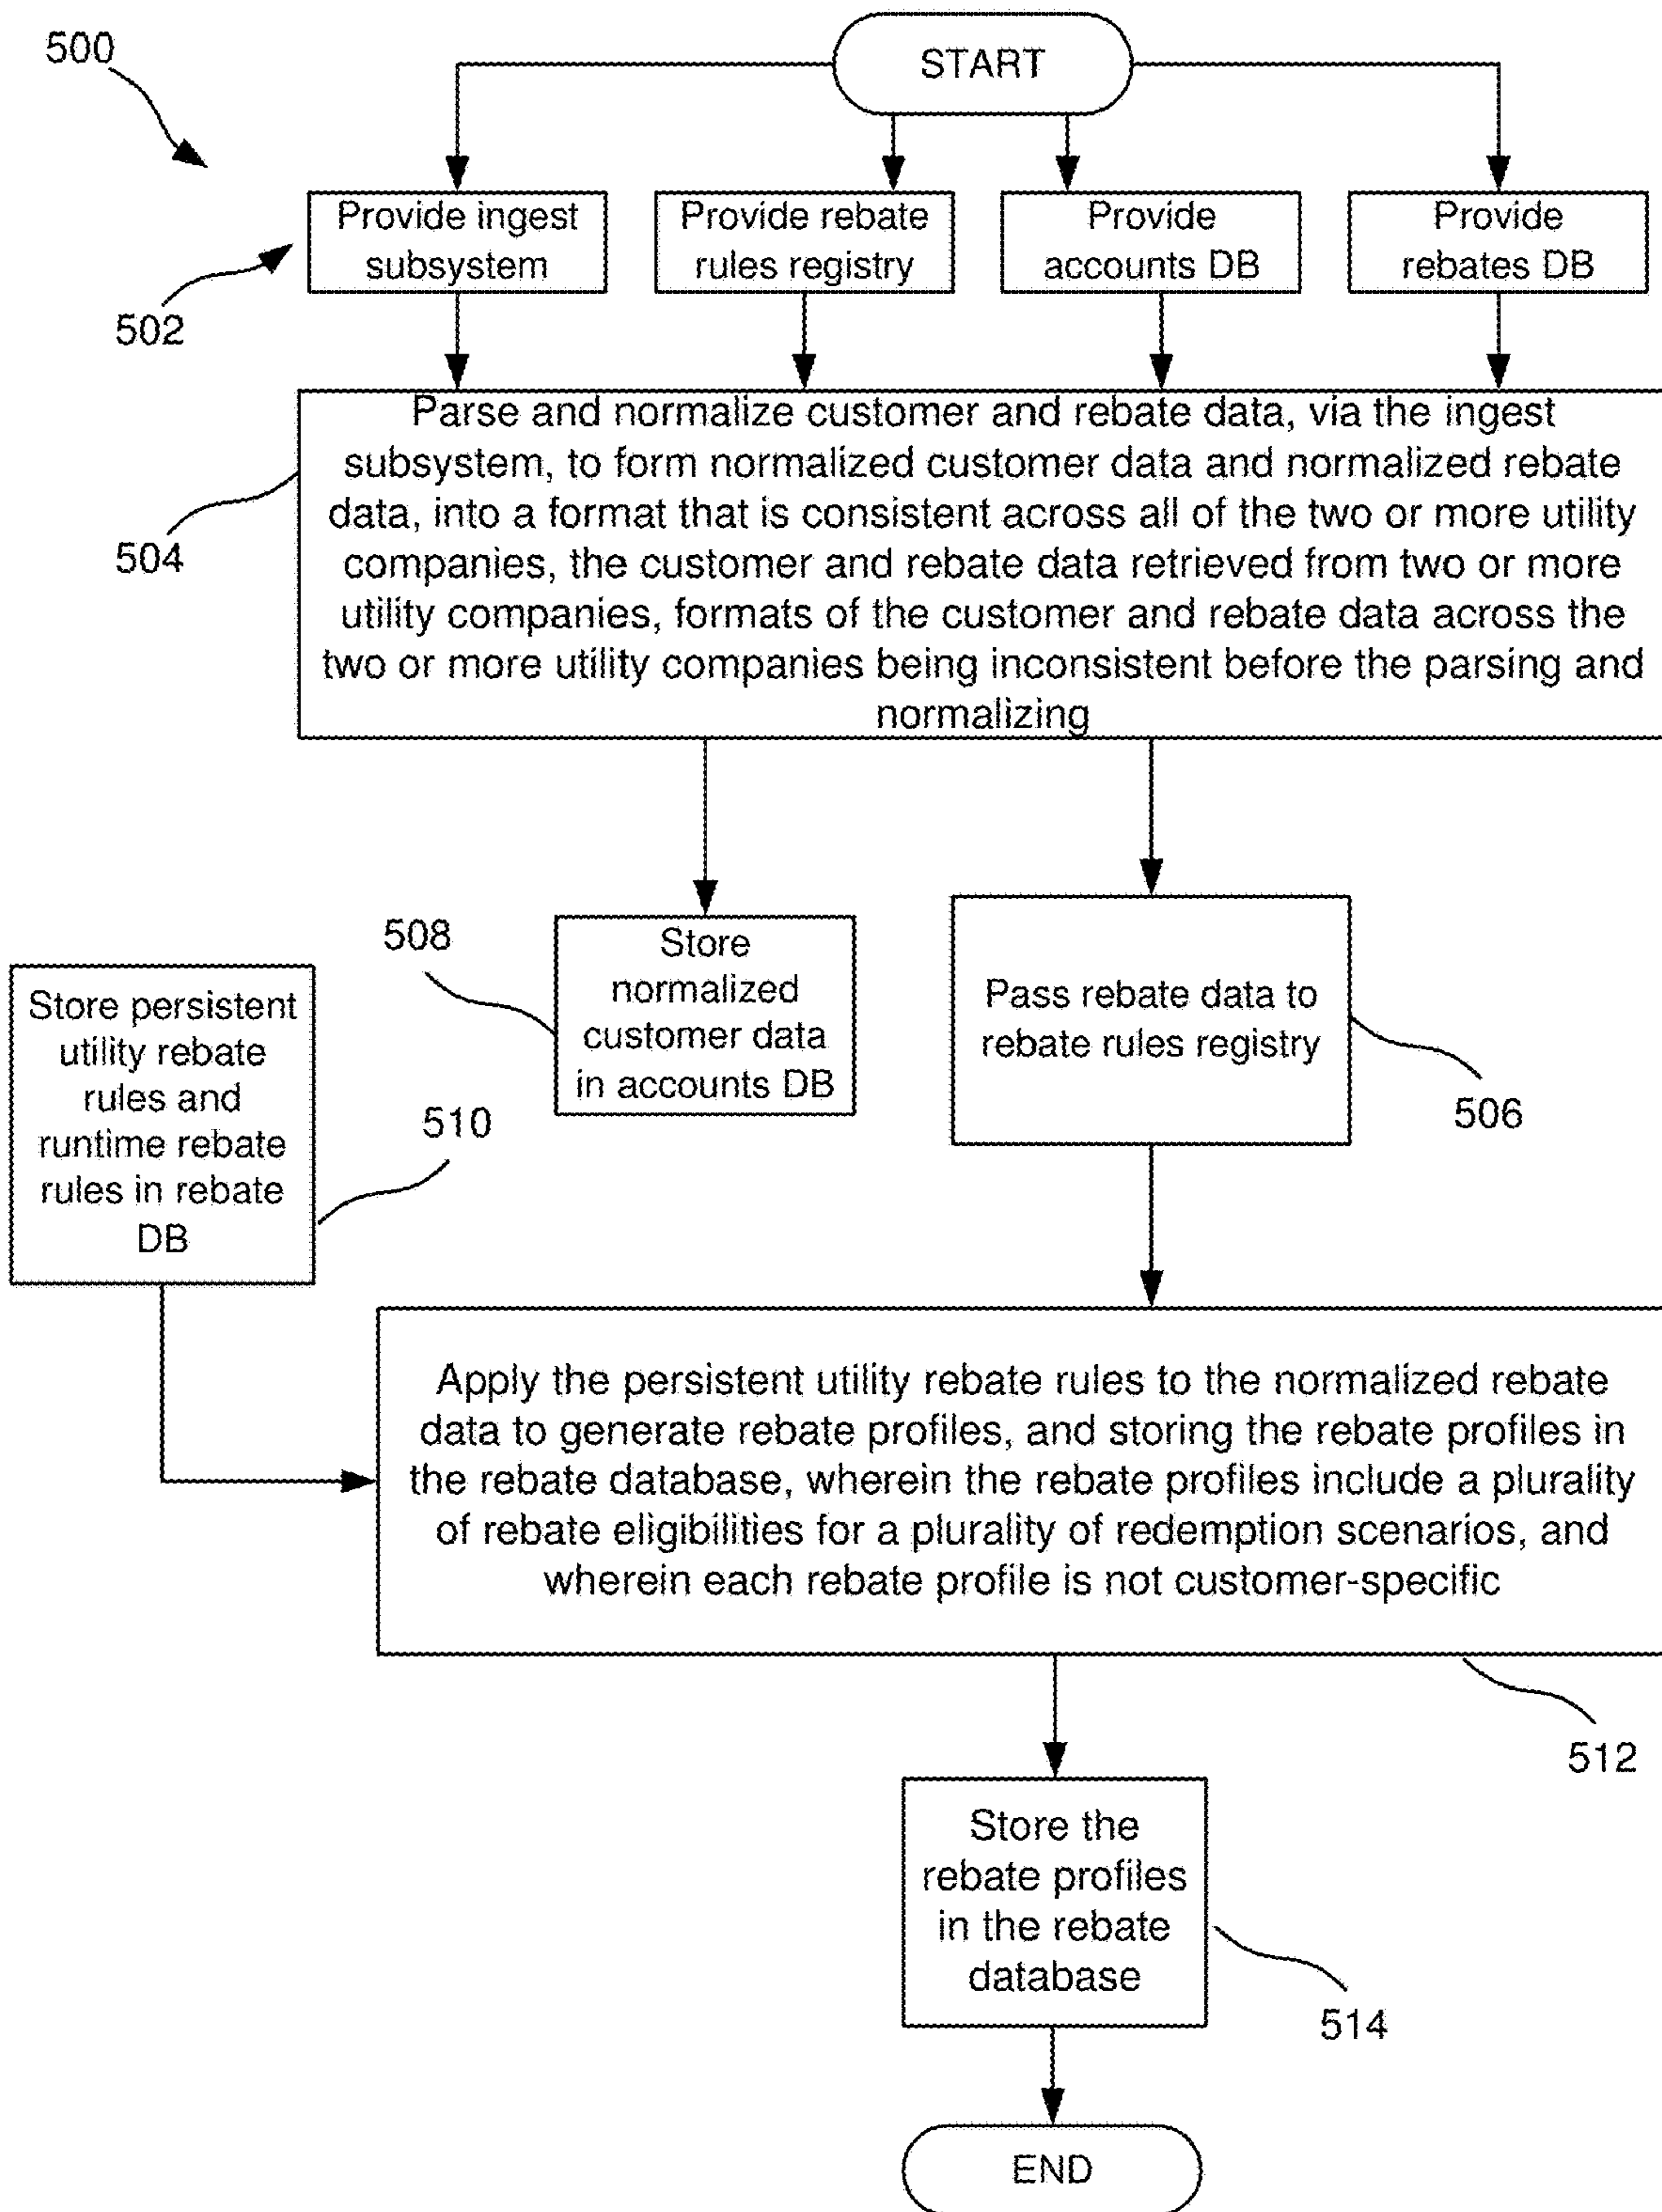 500
START
Provide ingest
subsystem
Provide rebate
rules registry
Provide
accounts DB
Provide
rebates DB
502
Parse and normalize customer and rebate data, via the ingest
subsystem, to form normalized customer data and normalized rebate
data, into a format that is consistent across all of the two or more utility
companies, the customer and rebate data retrieved from two or more
utility companies, formats of the customer and rebate data across the
two or more utility companies being inconsistent before the parsing and
normalizing
504
508
Store
normalized
customer data
in accounts DB
Pass rebate data to
rebate rules registry
506
Store persistent
utility rebate
rules and
runtime rebate
rules in rebate
DB
510
Apply the persistent utility rebate rules to the normalized rebate
data to generate rebate profiles, and storing the rebate profiles in
the rebate database, wherein the rebate profiles include a plurality
of rebate eligibilities for a plurality of redemption scenarios, and
wherein each rebate profile is not customer-specific
512
Store the
rebate profiles
in the rebate
database
514
END